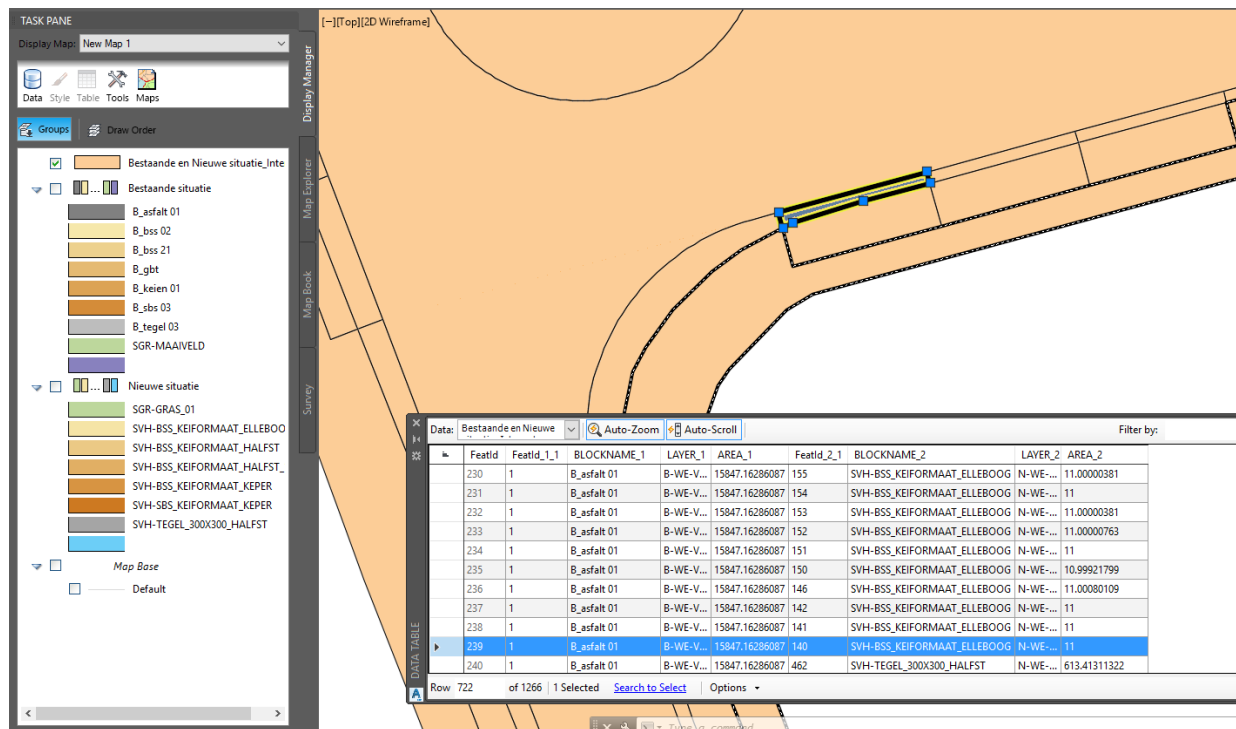 TASK PANE
Display Map: New Map 1
Data Style Table Tools Maps
Groups Draw Order
Bestaande en Nieuwe situatie_Inte
Bestaande situatie
B_asfalt 01
B_bss 02
B_bss 21
B_gbt
B_keien 01
B_sbs 03
B_tegel 03
SGR-MAAIVELD
Nieuwe situatie
SGR-GRAS_01
SVH-BSS_KEIFORMAAT_ELLEBOO
SVH-BSS_KEIFORMAAT_HALFST
SVH-BSS_KEIFORMAAT_HALFST_
SVH-BSS_KEIFORMAAT_KEPER
SVH-SBS_KEIFORMAAT_KEPER
SVH-TEGEL_300X300_HALFST
Map Base
Default
Display Manager
Map Explorer
Map Book
Survey
[−][Top][2D Wireframe]
DATA TABLE
Data: Bestaande en Nieuwe Auto-Zoom Auto-Scroll Filter by:
FeatId FeatId_1_1 BLOCKNAME_1 LAYER_1 AREA_1 FeatId_2_1 BLOCKNAME_2 LAYER_2 AREA_2
230 1 B_asfalt 01 B-WE-V... 15847.16286087 155 SVH-BSS_KEIFORMAAT_ELLEBOOG N-WE-... 11.00000381
231 1 B_asfalt 01 B-WE-V... 15847.16286087 154 SVH-BSS_KEIFORMAAT_ELLEBOOG N-WE-... 11
232 1 B_asfalt 01 B-WE-V... 15847.16286087 153 SVH-BSS_KEIFORMAAT_ELLEBOOG N-WE-... 11.00000381
233 1 B_asfalt 01 B-WE-V... 15847.16286087 152 SVH-BSS_KEIFORMAAT_ELLEBOOG N-WE-... 11.00000763
234 1 B_asfalt 01 B-WE-V... 15847.16286087 151 SVH-BSS_KEIFORMAAT_ELLEBOOG N-WE-... 11
235 1 B_asfalt 01 B-WE-V... 15847.16286087 150 SVH-BSS_KEIFORMAAT_ELLEBOOG N-WE-... 10.99921799
236 1 B_asfalt 01 B-WE-V... 15847.16286087 146 SVH-BSS_KEIFORMAAT_ELLEBOOG N-WE-... 11.00080109
237 1 B_asfalt 01 B-WE-V... 15847.16286087 142 SVH-BSS_KEIFORMAAT_ELLEBOOG N-WE-... 11
238 1 B_asfalt 01 B-WE-V... 15847.16286087 141 SVH-BSS_KEIFORMAAT_ELLEBOOG N-WE-... 11
239 1 B_asfalt 01 B-WE-V... 15847.16286087 140 SVH-BSS_KEIFORMAAT_ELLEBOOG N-WE-... 11
240 1 B_asfalt 01 B-WE-V... 15847.16286087 462 SVH-TEGEL_300X300_HALFST N-WE-... 613.41311322
Row 722 of 1266 1 Selected Search to Select Options
Type a command